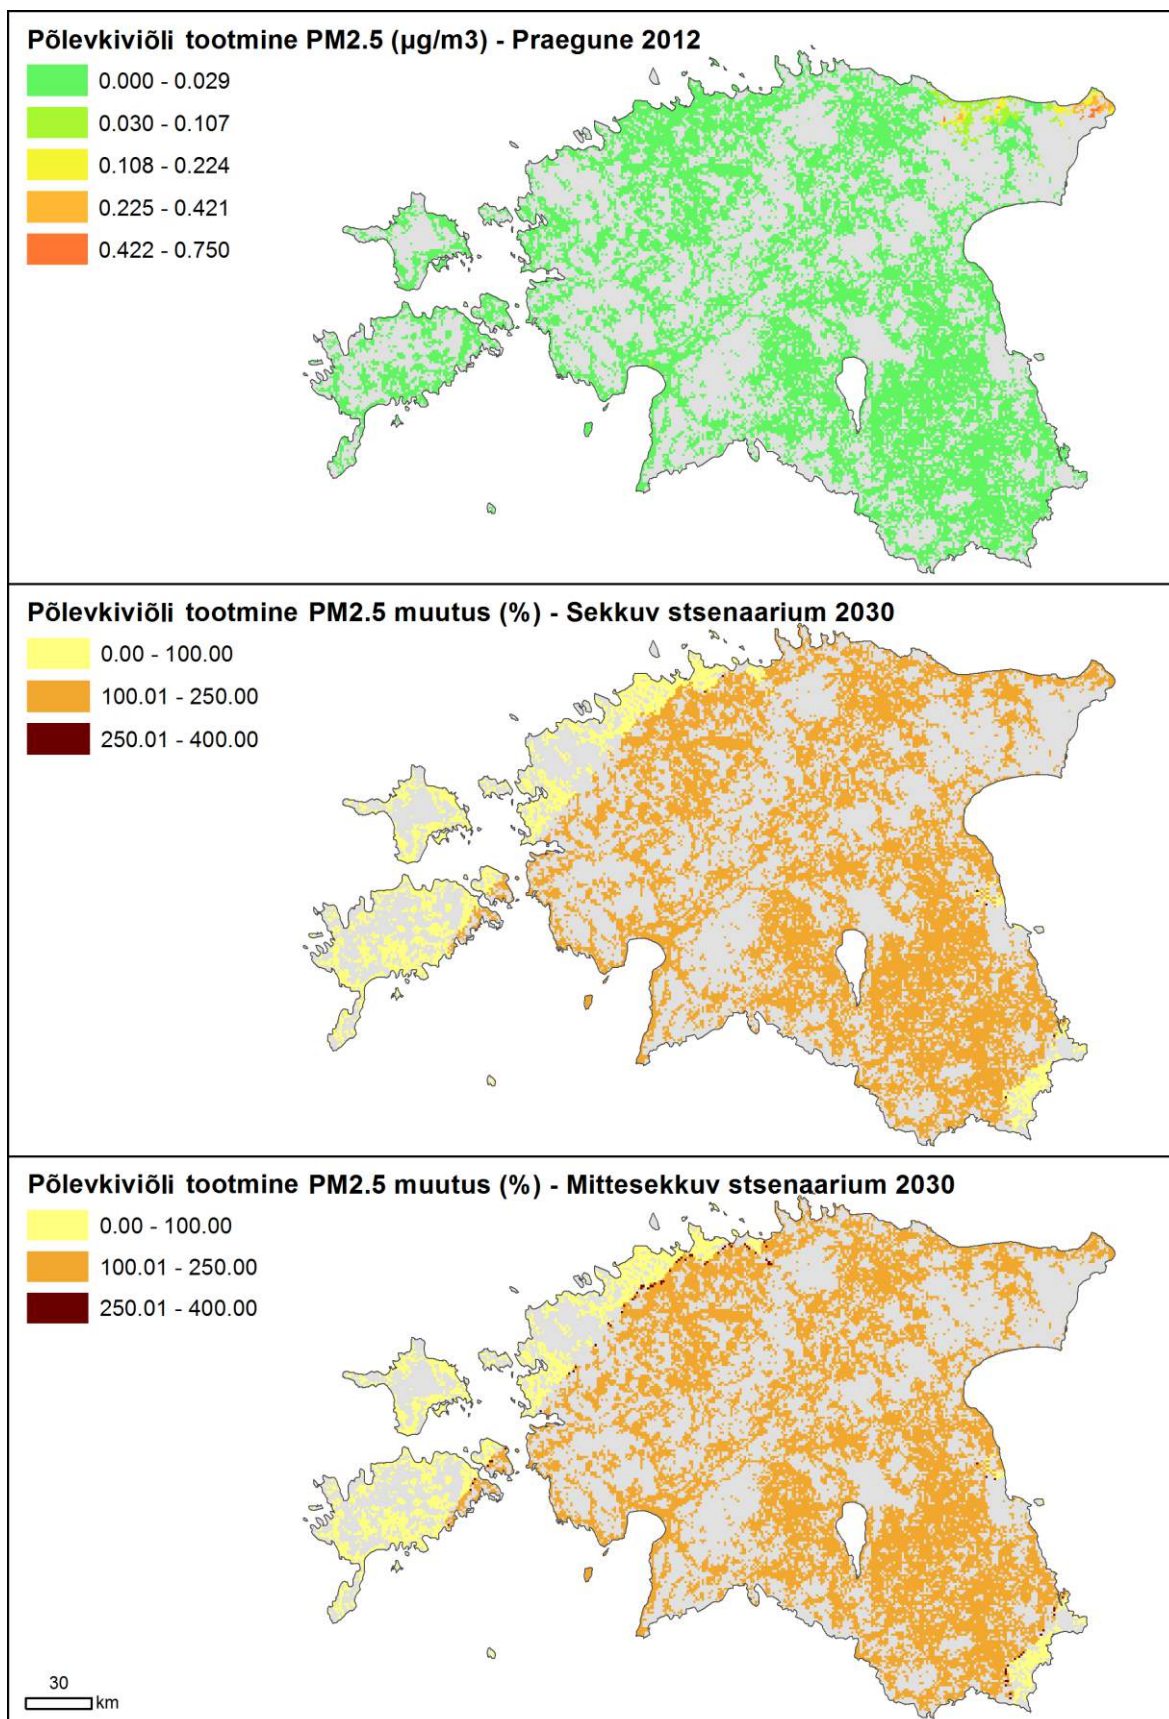 Põlevkiviõli tootmine PM2.5 (µg/m3) - Praegune 2012
0.000 - 0.029
0.030 - 0.107
0.108 - 0.224
0.225 - 0.421
0.422 - 0.750
Põlevkiviõli tootmine PM2.5 muutus (%) - Sekkuv stsenaarium 2030
0.00 - 100.00
100.01 - 250.00
250.01 - 400.00
Põlevkiviõli tootmine PM2.5 muutus (%) - Mittesekkuv stsenaarium 2030
0.00 - 100.00
100.01 - 250.00
250.01 - 400.00
30
km